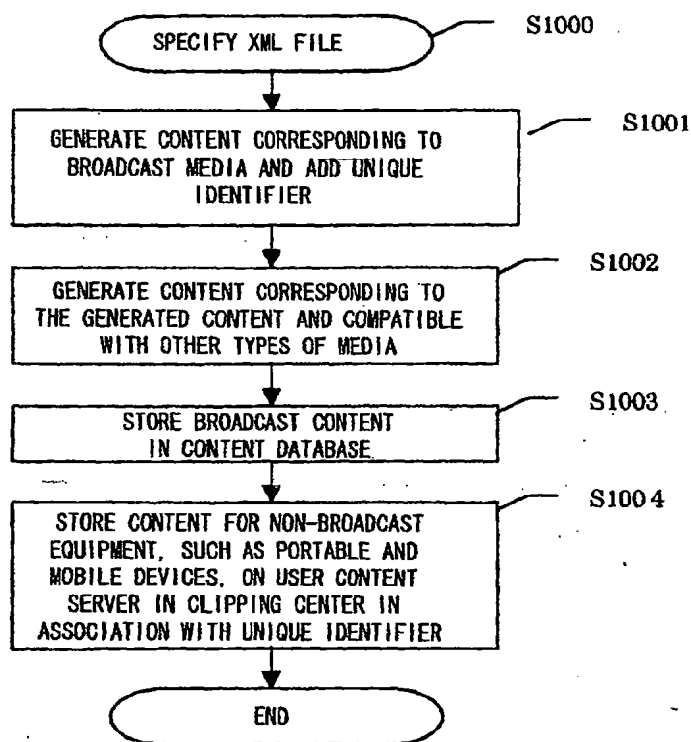 SPECIFY XML FILE
S1000
GENERATE CONTENT CORRESPONDING TO
BROADCAST MEDIA AND ADD UNIQUE
IDENTIFIER
S1001
GENERATE CONTENT CORRESPONDING TO
THE GENERATED CONTENT AND COMPATIBLE
WITH OTHER TYPES OF MEDIA
S1002
STORE BROADCAST CONTENT
IN CONTENT DATABASE
S1003
STORE CONTENT FOR NON-BROADCAST
EQUIPMENT, SUCH AS PORTABLE AND
MOBILE DEVICES, ON USER CONTENT
SERVER IN CLIPPING CENTER IN
ASSOCIATION WITH UNIQUE IDENTIFIER
S1004
END